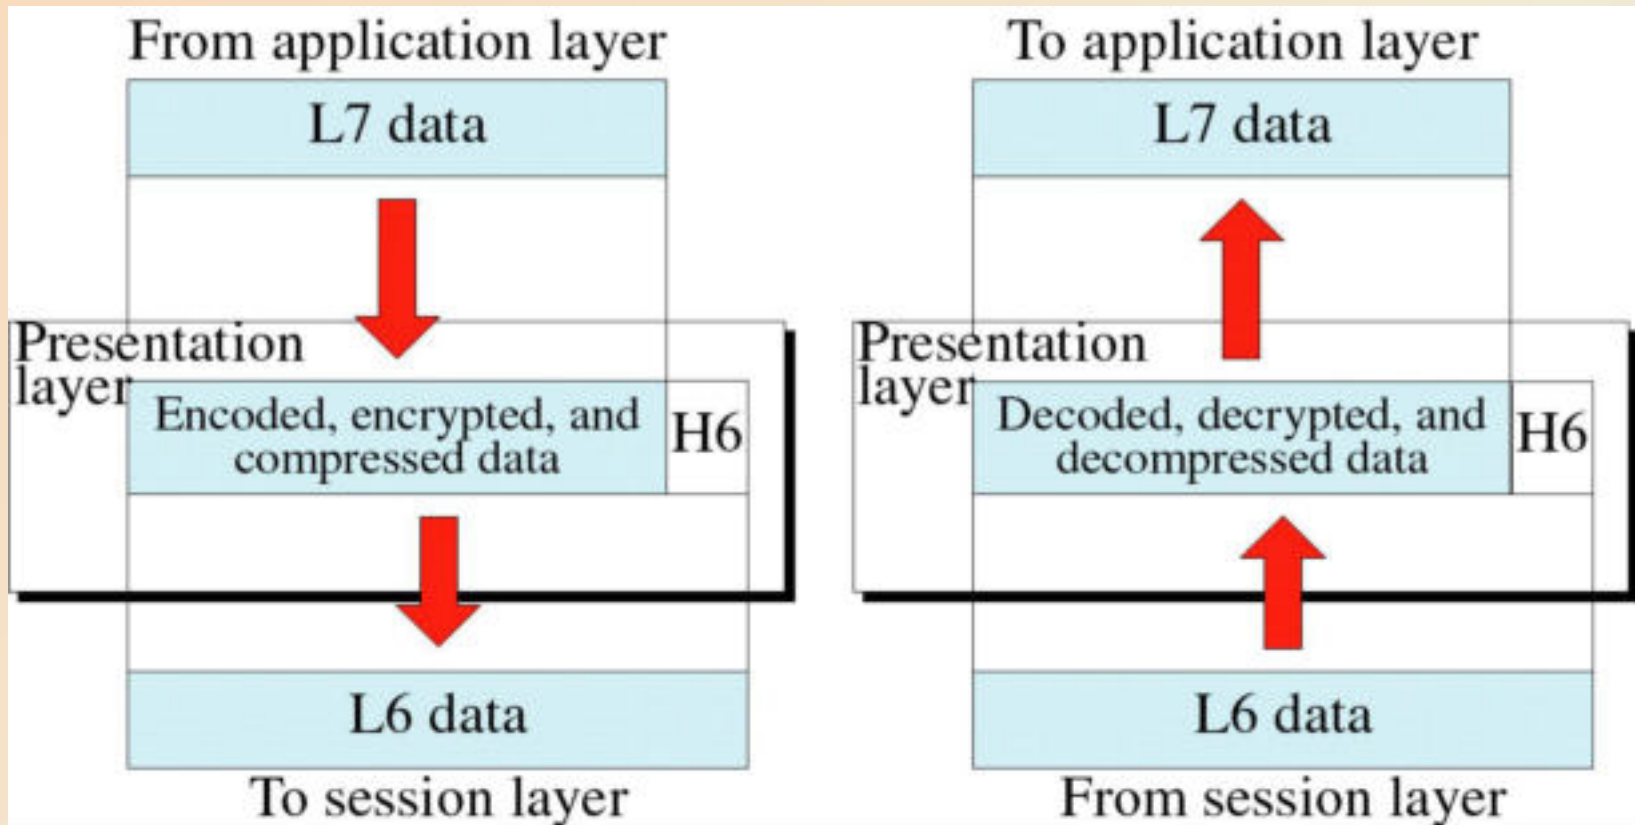 From application layer
L7 data
Presentation
layer
Encoded, encrypted, and
compressed data
H6
L6 data
To session layer
To application layer
L7 data
Presentation
layer
Decoded, decrypted, and
decompressed data
H6
L6 data
From session layer